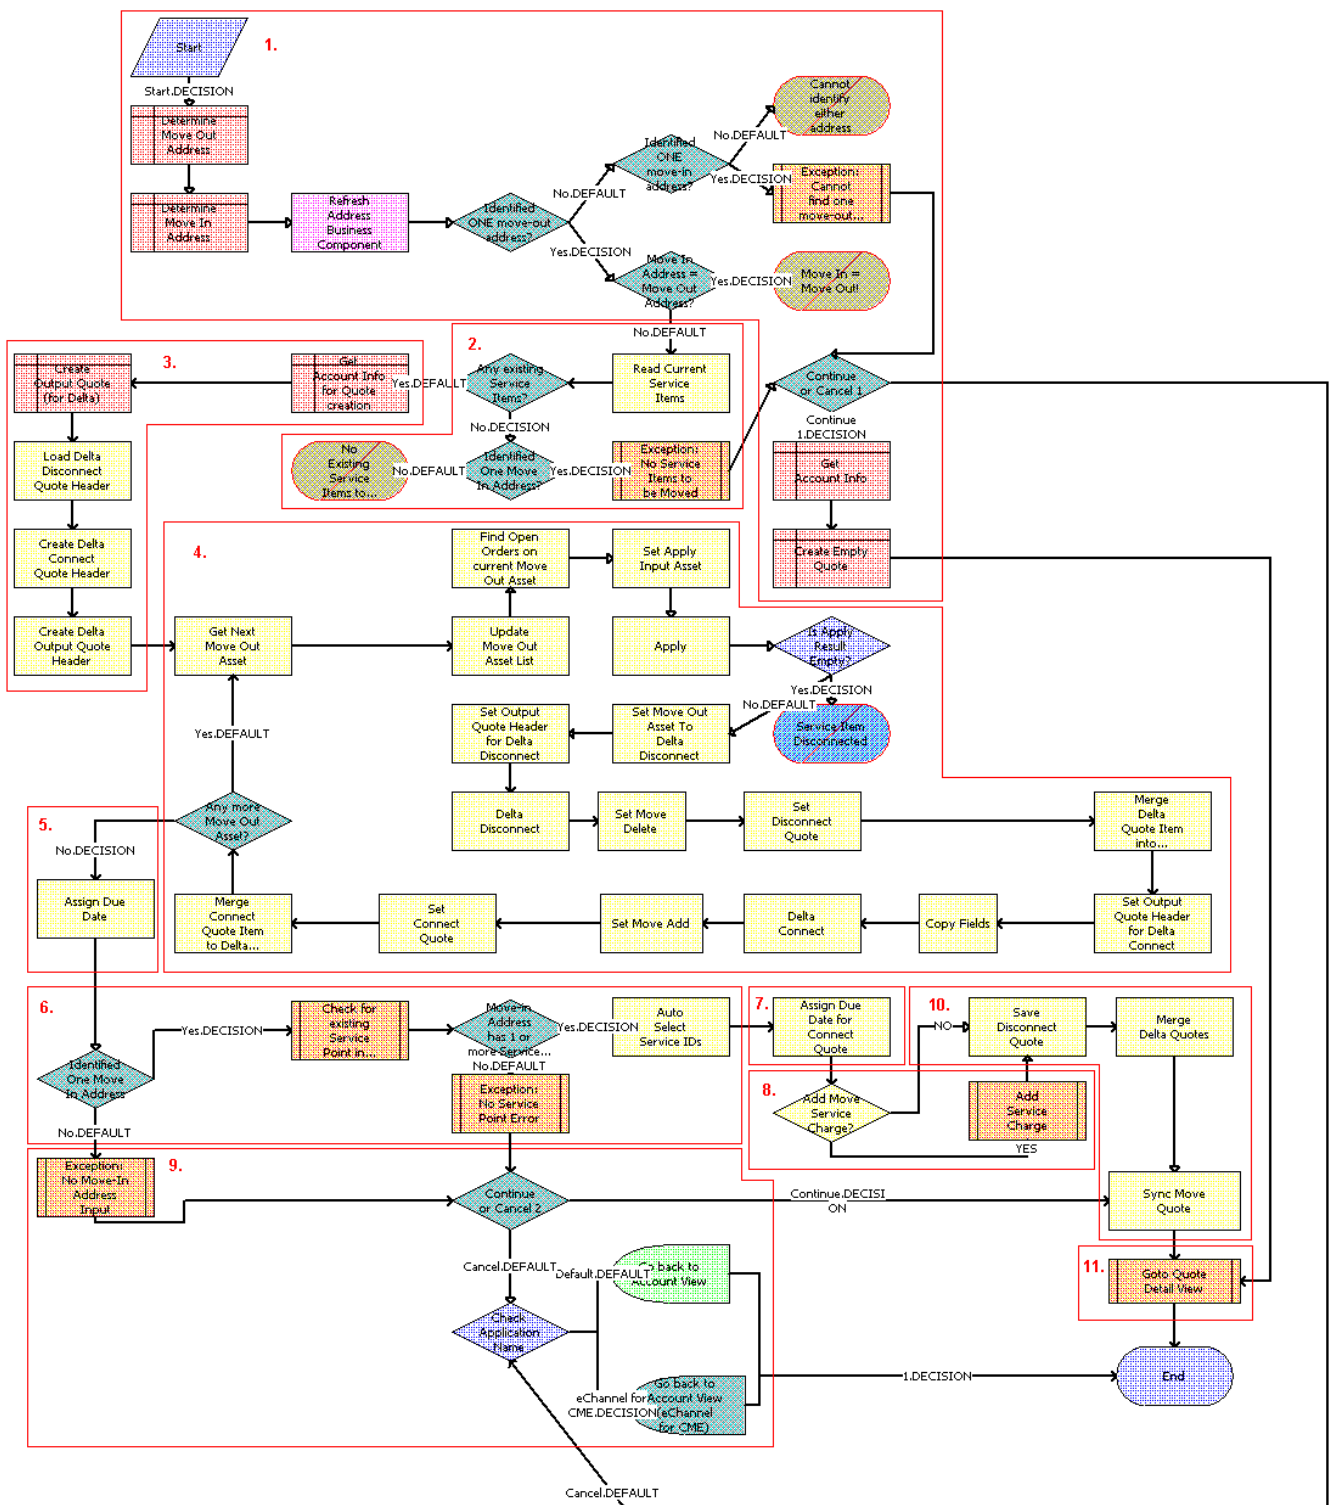 1.
Start
Start.DECISION
Determine
Move Out
Address
Determine
Move In
Address
Refresh
Address
Business
Component
Identified
ONE move-out
address?
No.DEFAULT
Yes.DECISION
Identified
ONE
move-in
address?
No.DEFAULT
Yes.DECISION
Cannot
identify
either
address
Exception:
Cannot
find one
move-out...
Move In
Address =
Move Out
Address?
Yes.DECISION
Move In =
Move Out!
No.DEFAULT
2.
Read Current
Service
Items
Any existing
Service
Items?
Yes.DEFAULT
No.DECISION
Identified
One Move
In Address?
No.DEFAULT
Yes.DECISION
No
Existing
Service
Items to...
Exception:
No Service
Items to
be Moved
Continue
or Cancel 1
Continue
1.DECISION
Get
Account Info
Create Empty
Quote
3.
Get
Account Info
for Quote
creation
Create
Output Quote
(for Delta)
Load Delta
Disconnect
Quote Header
Create Delta
Connect
Quote Header
Create Delta
Output Quote
Header
4.
Get Next
Move Out
Asset
Update
Move Out
Asset List
Find Open
Orders on
current Move
Out Asset
Set Apply
Input Asset
Apply
Is Apply
Result
Empty?
Yes.DECISION
No.DEFAULT
Service Item
Disconnected
Set Move Out
Asset To
Delta
Disconnect
Set Output
Quote Header
for Delta
Disconnect
Delta
Disconnect
Set Move
Delete
Set
Disconnect
Quote
Merge
Delta
Quote Item
into...
Set Output
Quote Header
for Delta
Connect
Copy Fields
Delta
Connect
Set Move Add
Set
Connect
Quote
Merge
Connect
Quote Item
to Delta...
Any more
Move Out
Asset?
Yes.DEFAULT
5.
No.DECISION
Assign Due
Date
6.
Identified
One Move
In Address
Yes.DECISION
No.DEFAULT
Check for
existing
Service
Point in...
Move-in
Address
has 1 or
more Service...
Yes.DECISION
No.DEFAULT
Auto
Select
Service IDs
Exception:
No Service
Point Error
7.
Assign Due
Date for
Connect
Quote
8.
Add Move
Service
Charge?
NO
YES
Add
Service
Charge
10.
Save
Disconnect
Quote
Merge
Delta Quotes
Sync Move
Quote
9.
Exception:
No Move-In
Address
Input
Continue
or Cancel 2
Continue.DECISI
ON
Cancel.DEFAULT
Check
Application
Name
Default.DEFAULT
Go back to
Account View
eChannel for
CME.DECISION
Go back to
Account View
(eChannel
for CME)
1.DECISION
11.
Goto Quote
Detail View
End
Cancel.DEFAULT